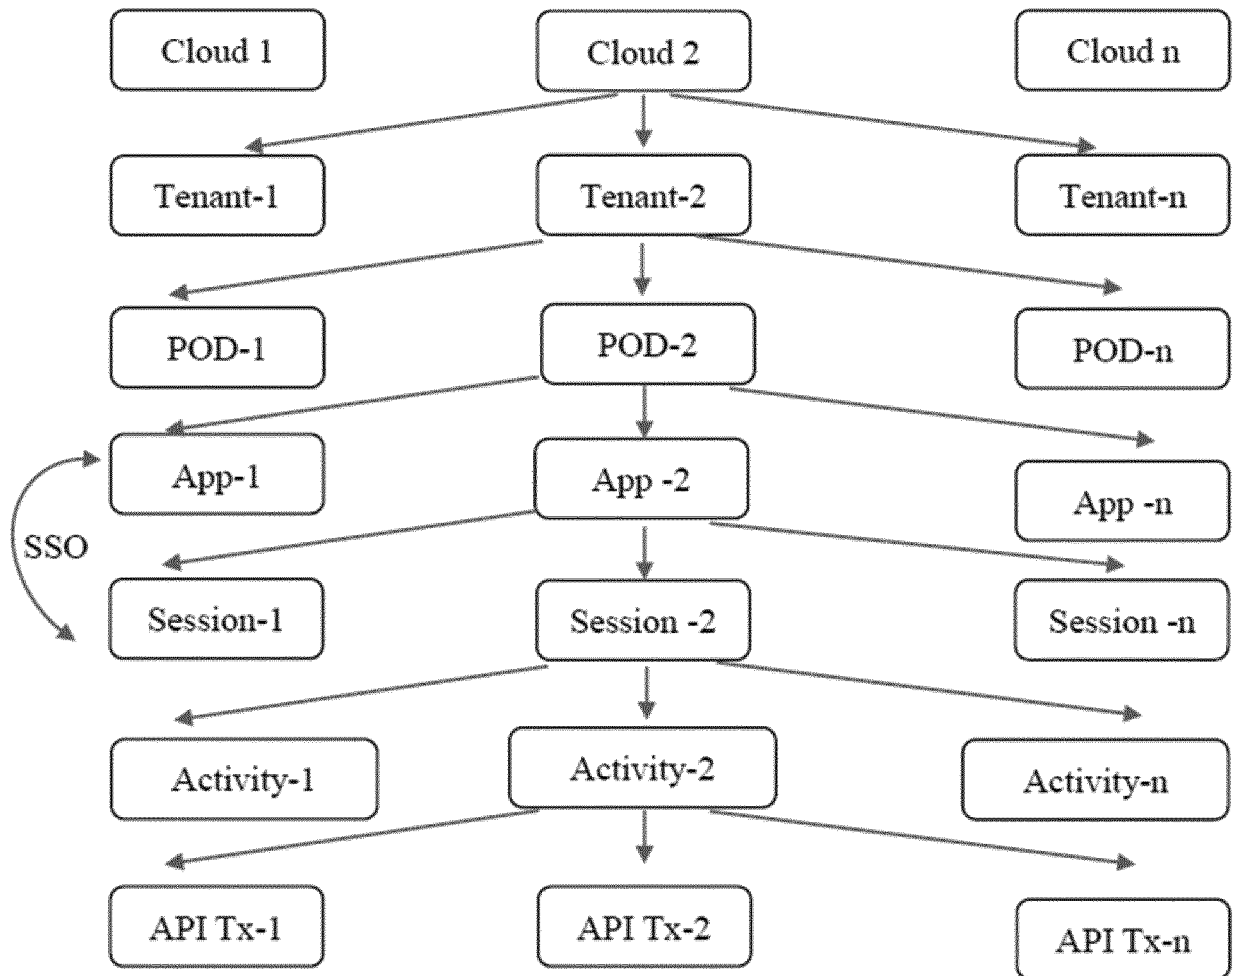 Cloud 1
Cloud 2
Cloud n
Tenant-1
Tenant-2
Tenant-n
POD-1
POD-2
POD-n
App-1
App -2
App -n
SSO
Session-1
Session -2
Session -n
Activity-1
Activity-2
Activity-n
API Tx-1
API Tx-2
API Tx-n